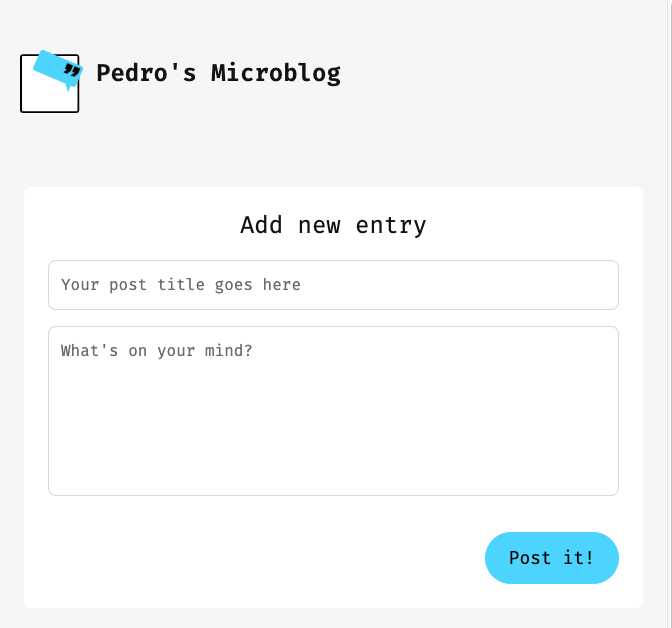 Pedro's Microblog
Add new entry
Your post title goes here
What's on your mind?
Post it!